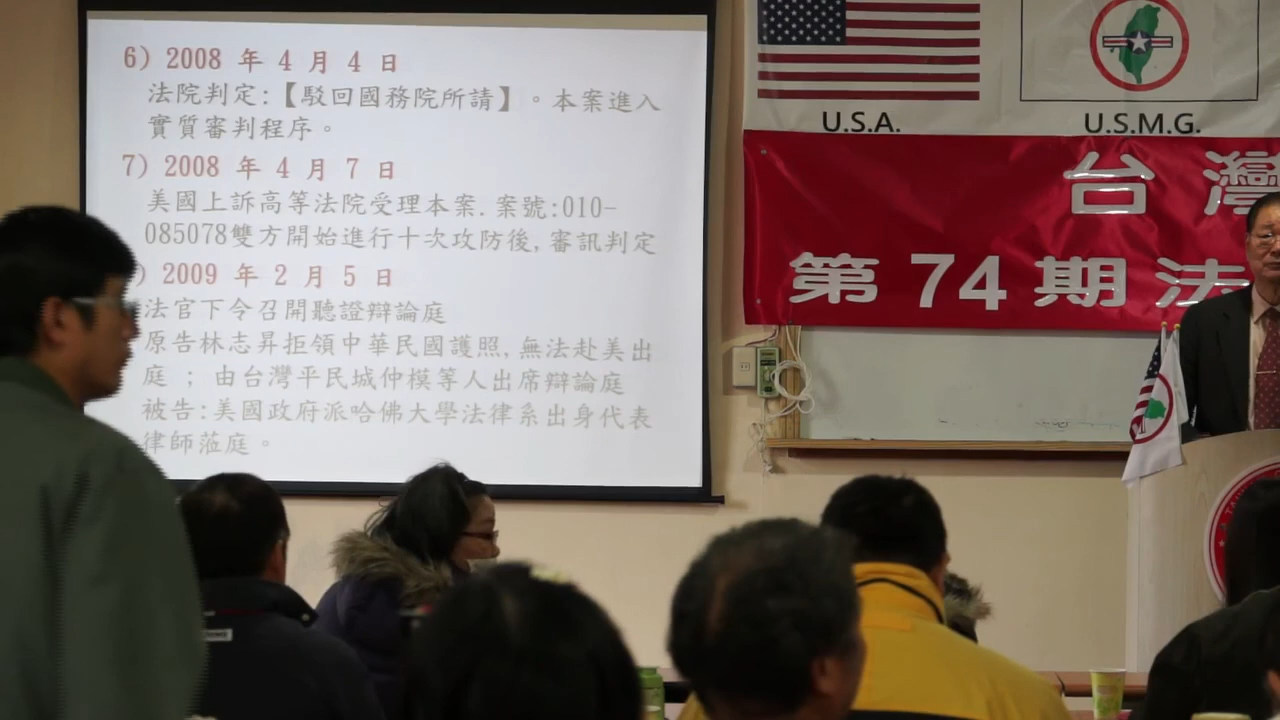 6) 2008 年 4 月 4 日
法院判定:【駁回國務院所請】。本案進入
實質審判程序。
7) 2008 年 4 月 7 日
美國上訴高等法院受理本案.案號:010-
085078雙方開始進行十次攻防後,審訊判定
) 2009 年 2 月 5 日
法官下令召開聽證辯論庭
原告林志昇拒領中華民國護照,無法赴美出
庭 ; 由台灣平民城仲模等人出席辯論庭
被告:美國政府派哈佛大學法律系出身代表
律師蒞庭。
U.S.A.
U.S.M.G.
台灣
第74期法